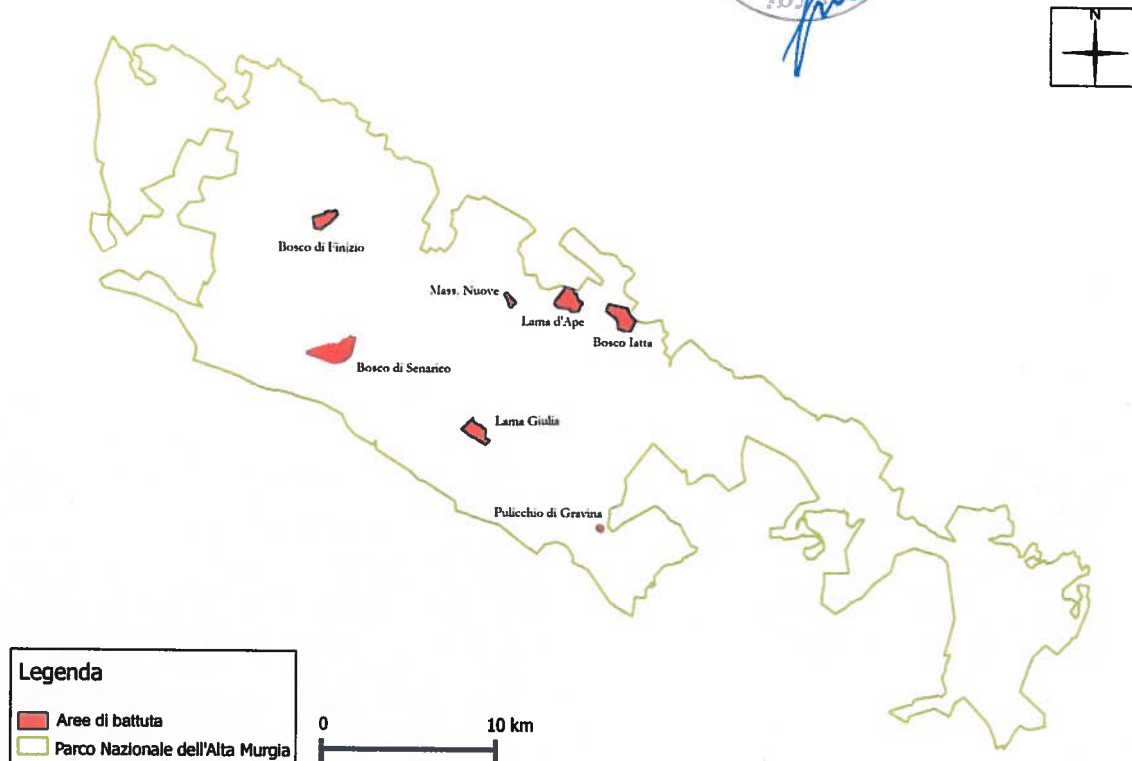 N
Bosco di Finizio
Mass. Nuove
Lama d'Ape
Bosco Iatta
Bosco di Senarico
Lama Giulia
Pulicchio di Gravina
Legenda
Aree di battuta
Parco Nazionale dell'Alta Murgia
0 10 km